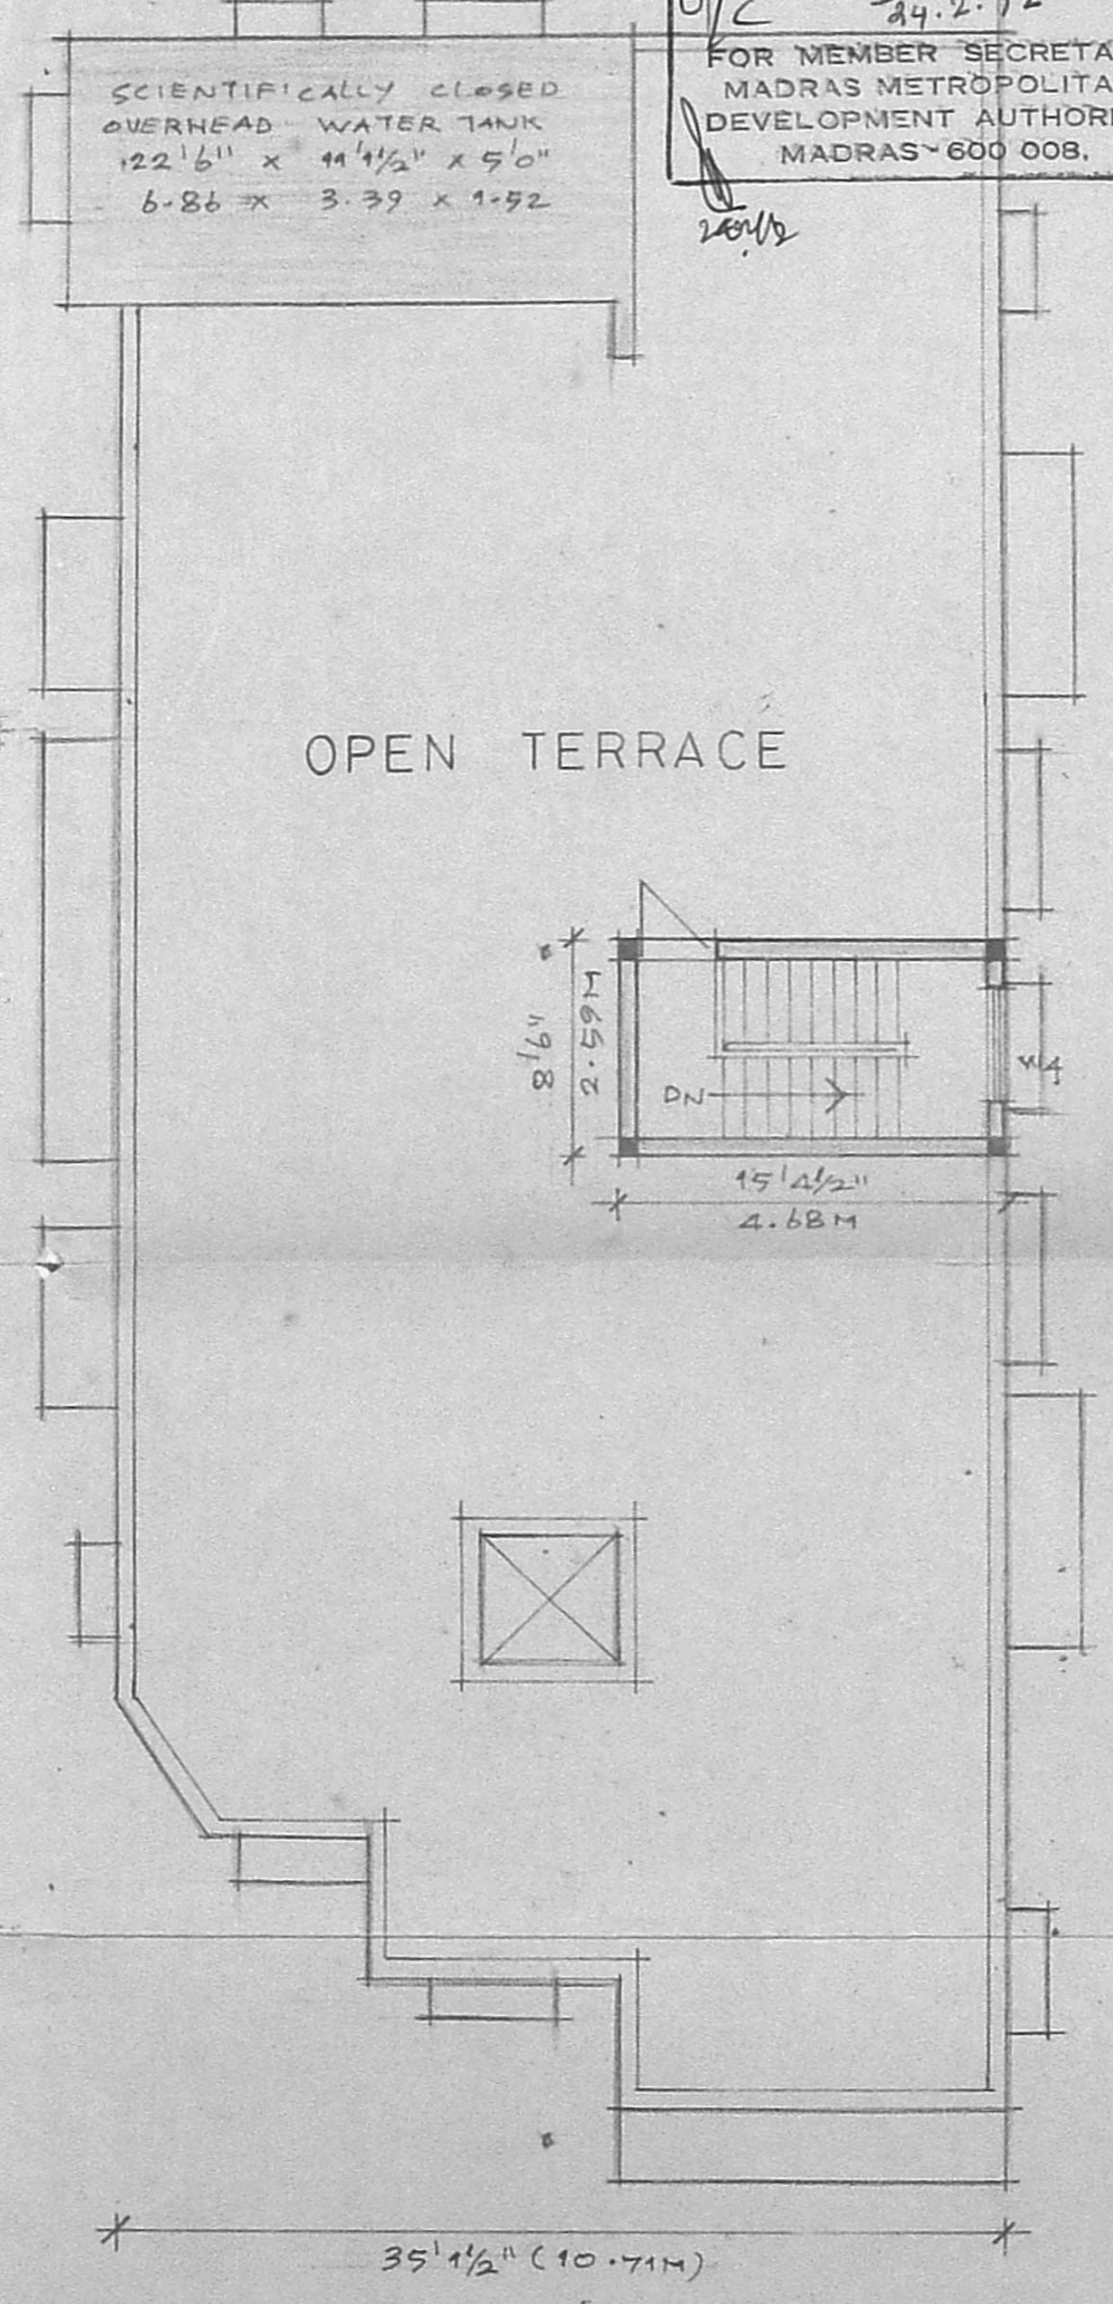 O/C 24.2.92
FOR MEMBER SECRETA
MADRAS METROPOLITA
DEVELOPMENT AUTHORI
MADRAS~600 008.
SCIENTIFICALLY CLOSED
OVERHEAD WATER TANK
22'6" x 11'1½" x 5'0"
6.86 x 3.39 x 1.52
OPEN TERRACE
8'6"
2.59M
DN
W4
15'4½"
4.68M
35'1½" (10.71M)